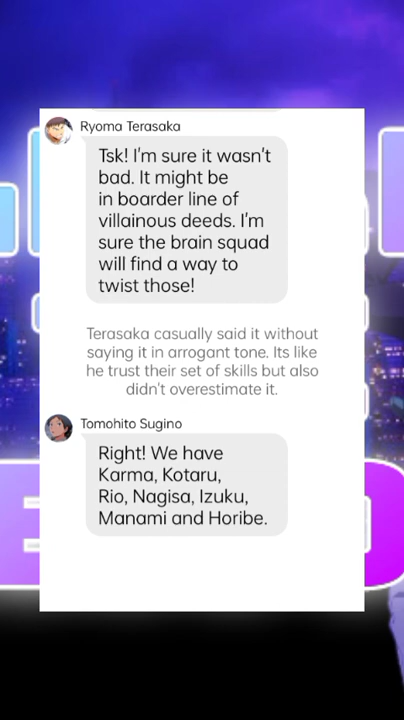 Ryoma Terasaka
Tsk! I'm sure it wasn't
bad. It might be
in boarder line of
villainous deeds. I'm
sure the brain squad
will find a way to
twist those!
Terasaka casually said it without
saying it in arrogant tone. Its like
he trust their set of skills but also
didn't overestimate it.
Tomohito Sugino
Right! We have
Karma, Kotaru,
Rio, Nagisa, Izuku,
Manami and Horibe.